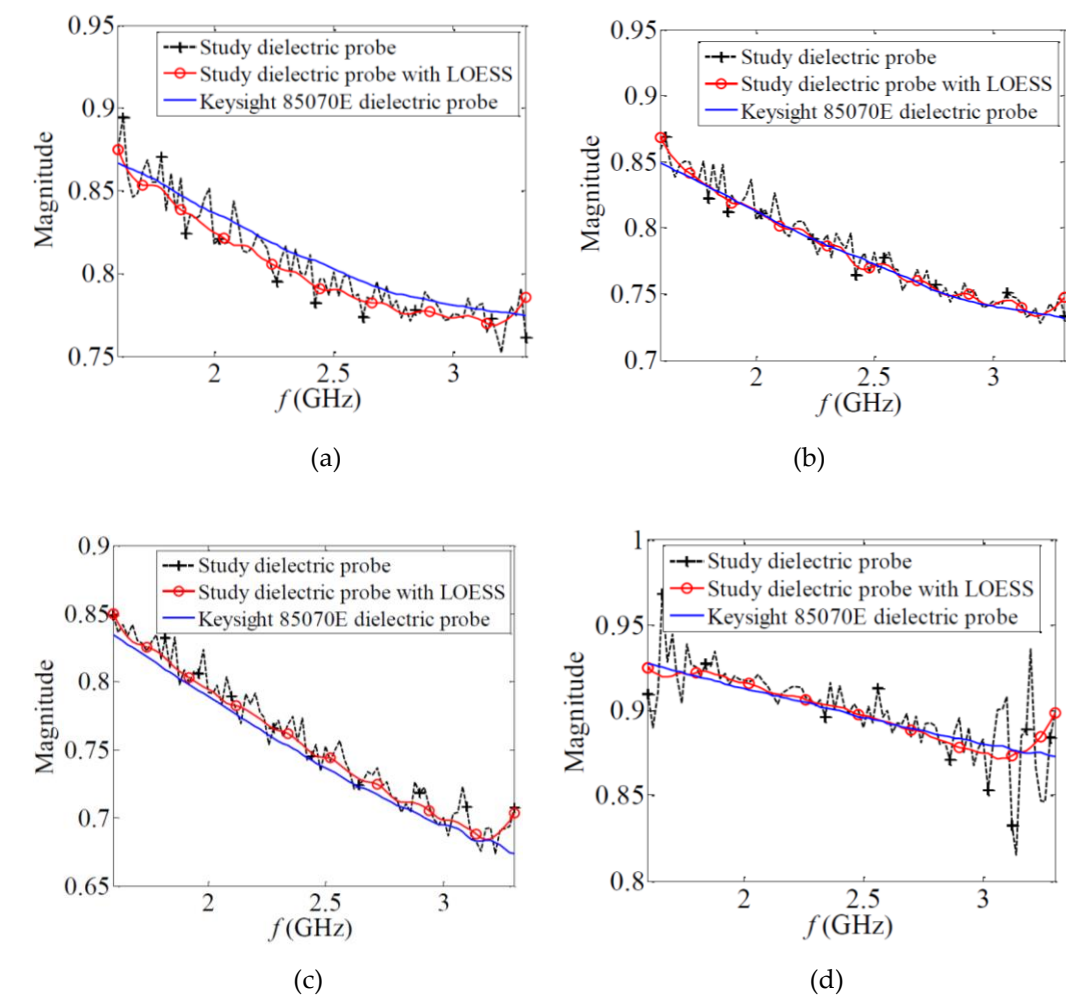 0.95
Study dielectric probe
Study dielectric probe with LOESS
Keysight 85070E dielectric probe
0.9
0.85
0.8
0.75
Magnitude
2 2.5 3
f (GHz)
(a)
0.95
Study dielectric probe
Study dielectric probe with LOESS
Keysight 85070E dielectric probe
0.9
0.85
0.8
0.75
0.7
Magnitude
2 2.5 3
f (GHz)
(b)
0.9
Study dielectric probe
Study dielectric probe with LOESS
Keysight 85070E dielectric probe
0.85
0.8
0.75
0.7
0.65
Magnitude
2 2.5 3
f (GHz)
(c)
1
Study dielectric probe
Study dielectric probe with LOESS
Keysight 85070E dielectric probe
0.95
0.9
0.85
0.8
Magnitude
2 2.5 3
f (GHz)
(d)